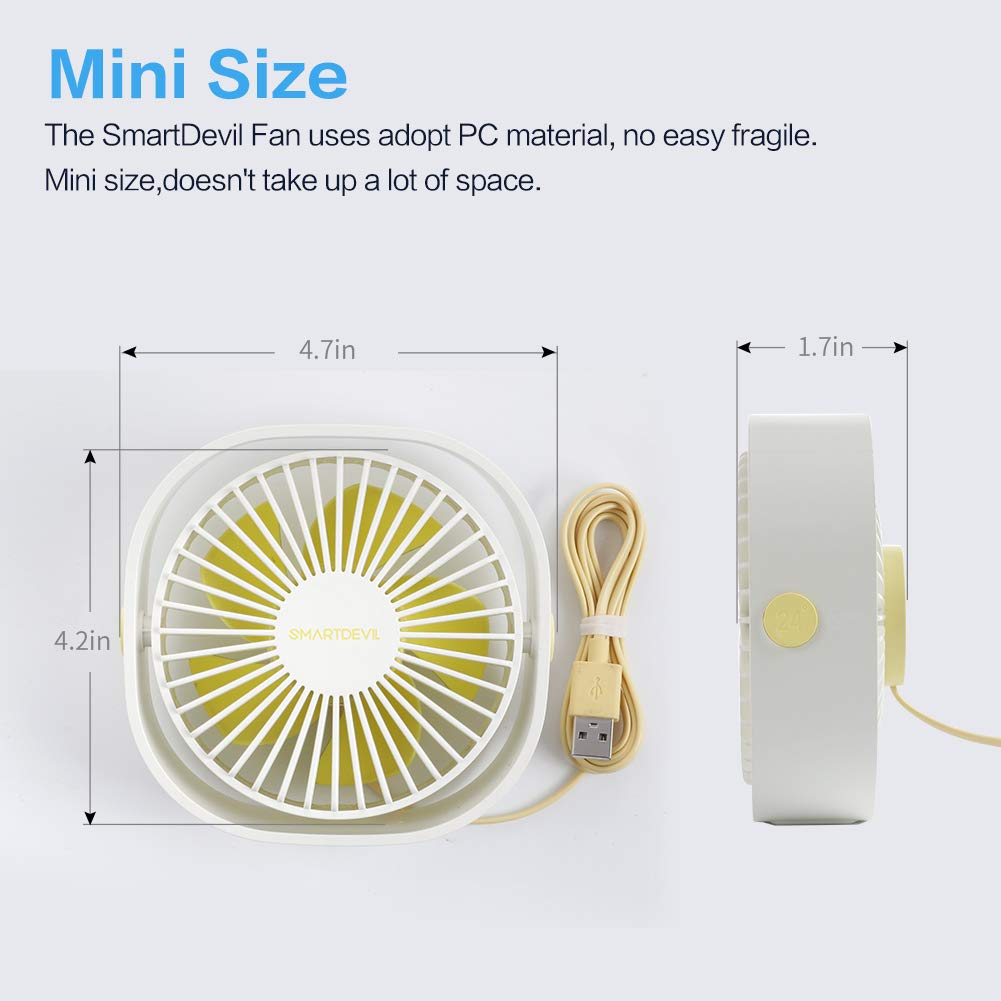 Mini Size
The SmartDevil Fan uses adopt PC material, no easy fragile.
Mini size,doesn't take up a lot of space.
4.7in
1.7in
4.2in
SMARTDEVIL
24°